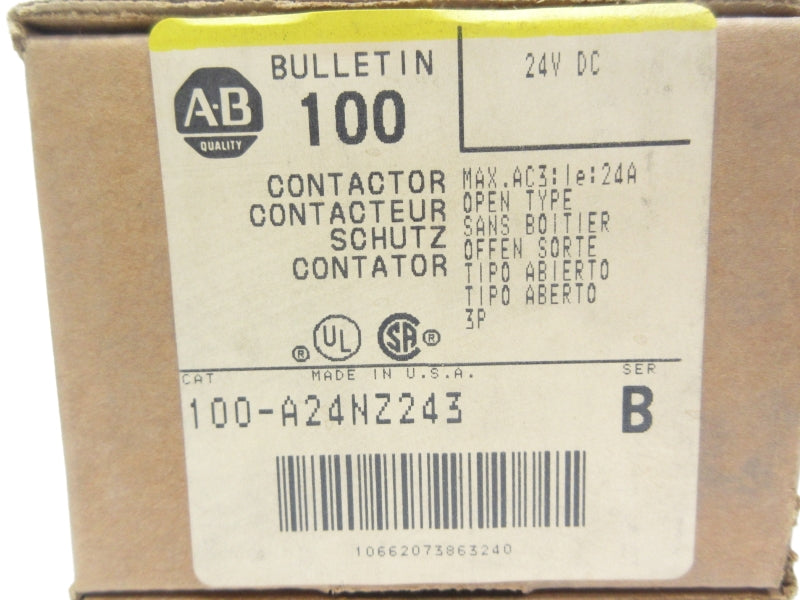 BULLETIN
100
A-B
QUALITY
24V DC
CONTACTOR
CONTACTEUR
SCHUTZ
CONTATOR
MAX.AC3:Ie:24A
OPEN TYPE
SANS BOITIER
OFFEN SORTE
TIPO ABIERTO
TIPO ABERTO
3P
® UL SA ®
MADE IN U.S.A.
CAT
100-A24NZ243
SER
B
10662073863240